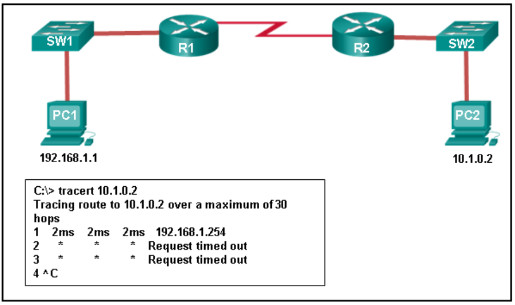 SW1
R1
R2
SW2
PC1
PC2
192.168.1.1
10.1.0.2
C:\> tracert 10.1.0.2
Tracing route to 10.1.0.2 over a maximum of 30
hops
1 2ms 2ms 2ms 192.168.1.254
2 * * * Request timed out
3 * * * Request timed out
4 ^C